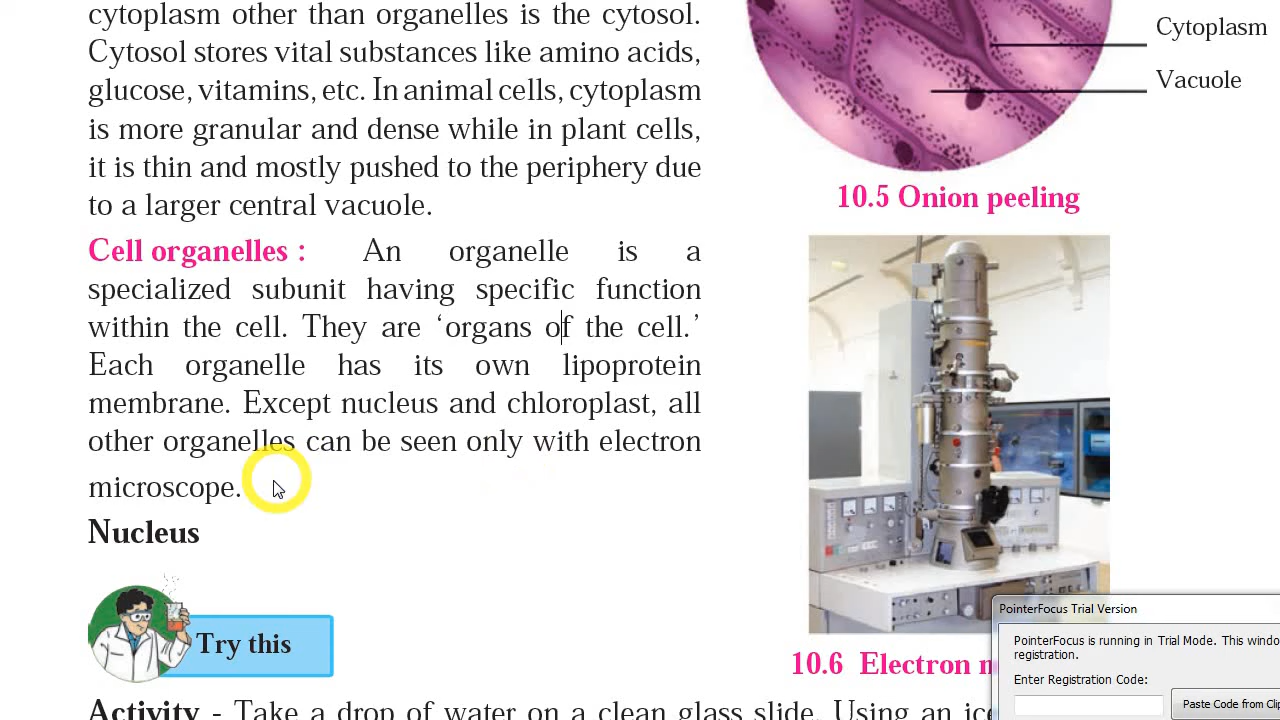 cytoplasm other than organelles is the cytosol.
Cytosol stores vital substances like amino acids,
glucose, vitamins, etc. In animal cells, cytoplasm
is more granular and dense while in plant cells,
it is thin and mostly pushed to the periphery due
to a larger central vacuole.
Cell organelles : An organelle is a
specialized subunit having specific function
within the cell. They are ‘organs of the cell.’
Each organelle has its own lipoprotein
membrane. Except nucleus and chloroplast, all
other organelles can be seen only with electron
microscope.
Nucleus
Try this
Activity - Take a drop of water on a clean glass slide. Using an ice
Cytoplasm
Vacuole
10.5 Onion peeling
10.6 Electron
PointerFocus Trial Version
PointerFocus is running in Trial Mode. This
registration.
Enter Registration Code:
Paste Code from